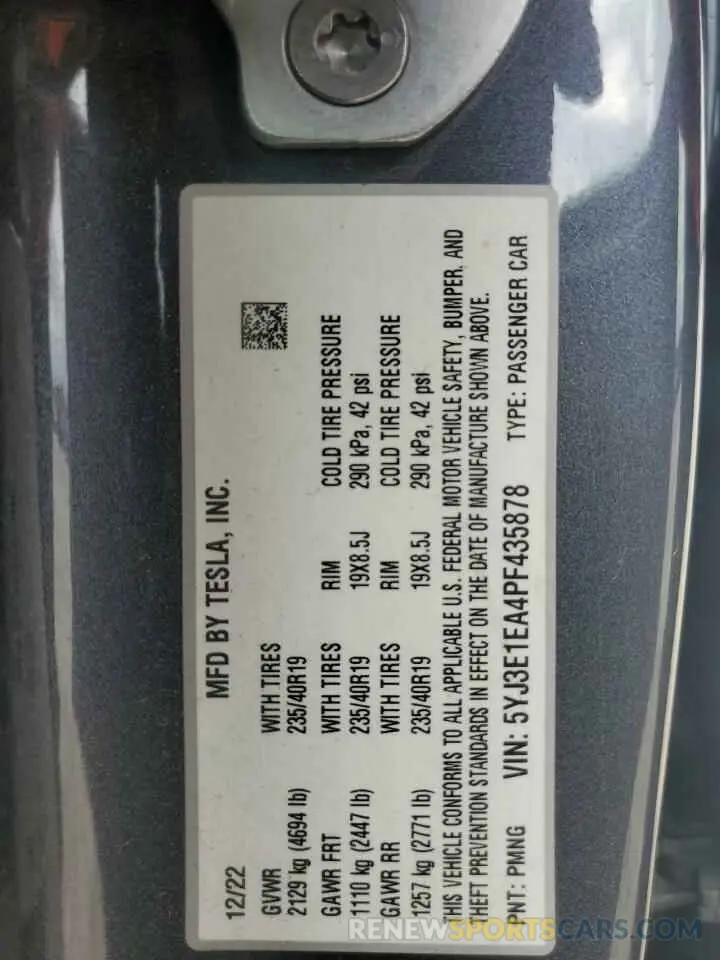 12/22 MFD BY TESLA, INC.
GVWR WITH TIRES
2129 kg (4694 lb) 235/40R19
GAWR FRT WITH TIRES RIM COLD TIRE PRESSURE
1110 kg (2447 lb) 235/40R19 19X8.5J 290 kPa, 42 psi
GAWR RR WITH TIRES RIM COLD TIRE PRESSURE
1257 kg (2771 lb) 235/40R19 19X8.5J 290 kPa, 42 psi
THIS VEHICLE CONFORMS TO ALL APPLICABLE U.S. FEDERAL MOTOR VEHICLE SAFETY, BUMPER, AND
THEFT PREVENTION STANDARDS IN EFFECT ON THE DATE OF MANUFACTURE SHOWN ABOVE.
PNT: PMNG VIN: 5YJ3E1EA4PF435878 TYPE: PASSENGER CAR
RENEWSPORTSCARS.COM